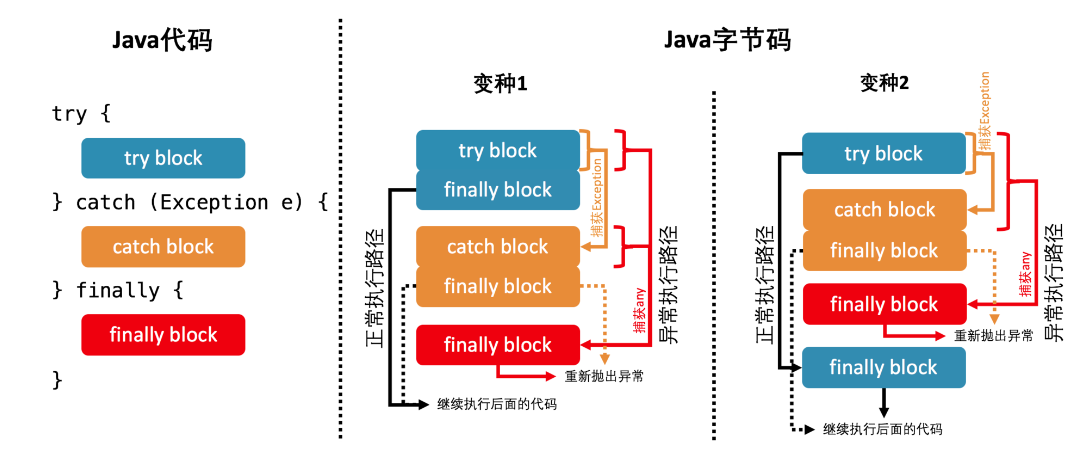 Java代码
try {
try block
} catch (Exception e) {
catch block
} finally {
finally block
}
Java字节码
变种1
try block
finally block
catch block
finally block
finally block
捕获Exception
捕获any
正常执行路径
异常执行路径
重新抛出异常
继续执行后面的代码
变种2
try block
catch block
finally block
finally block
finally block
捕获Exception
捕获any
正常执行路径
异常执行路径
重新抛出异常
继续执行后面的代码